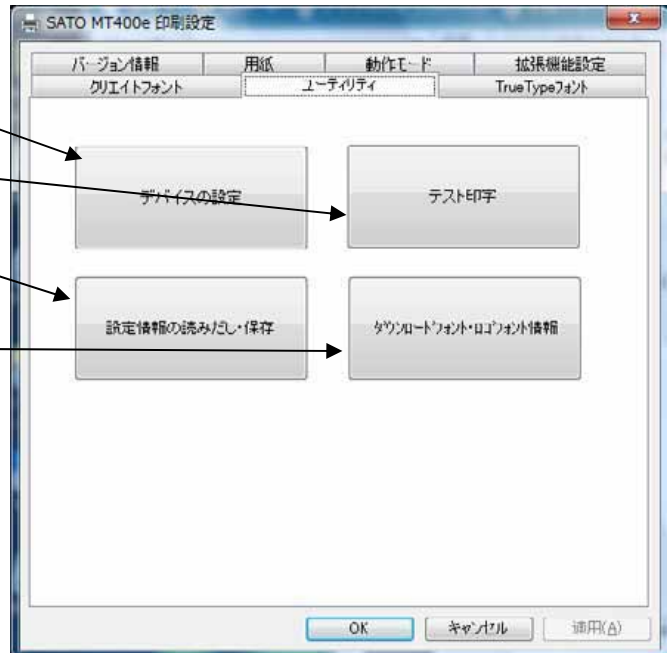 SATO MT400e 印刷設定
バージョン情報 用紙 動作モード 拡張機能設定
クリエイトフォント ユーティリティ TrueTypeフォント
デバイスの設定 テスト印字
設定情報の読みだし・保存 ダウンロードフォント・ロゴフォント情報
OK キャンセル 適用(A)